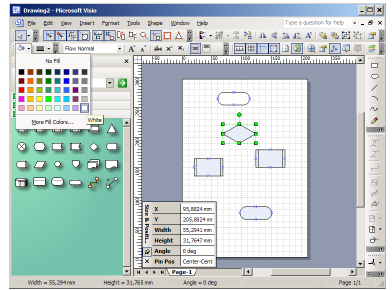 Drawing2 - Microsoft Visio
File Edit View Insert Format Tools Shape Window Help
Type a question for help
Flow Normal
No Fill
More Fill Colors...
White
X 95,8824 mm
Y 205,8824 mm
Width 55,2941 mm
Height 31,7647 mm
Angle 0 deg
Pin Pos Center-Cent
Size & Positi...
Page-1
Width = 55,294 mm Height = 31,765 mm Angle = 0 deg Page 1/1